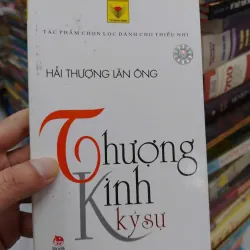 TÁC PHẨM CHỌN LỌC DÀNH CHO THIẾU NHI
HẢI THƯỢNG LÃN ÔNG
Thượng
Kinh
ký sự